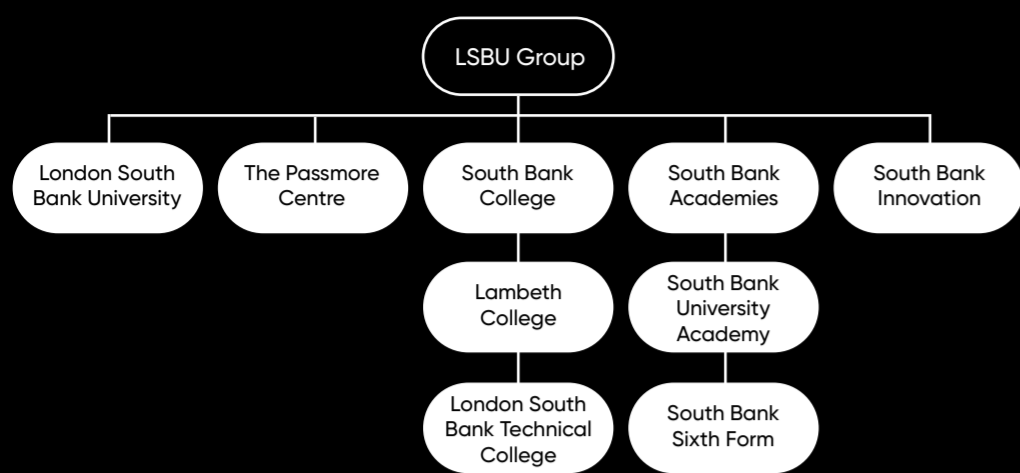 LSBU Group
London South
Bank University
The Passmore
Centre
South Bank
College
South Bank
Academies
South Bank
Innovation
Lambeth
College
South Bank
University
Academy
London South
Bank Technical
College
South Bank
Sixth Form